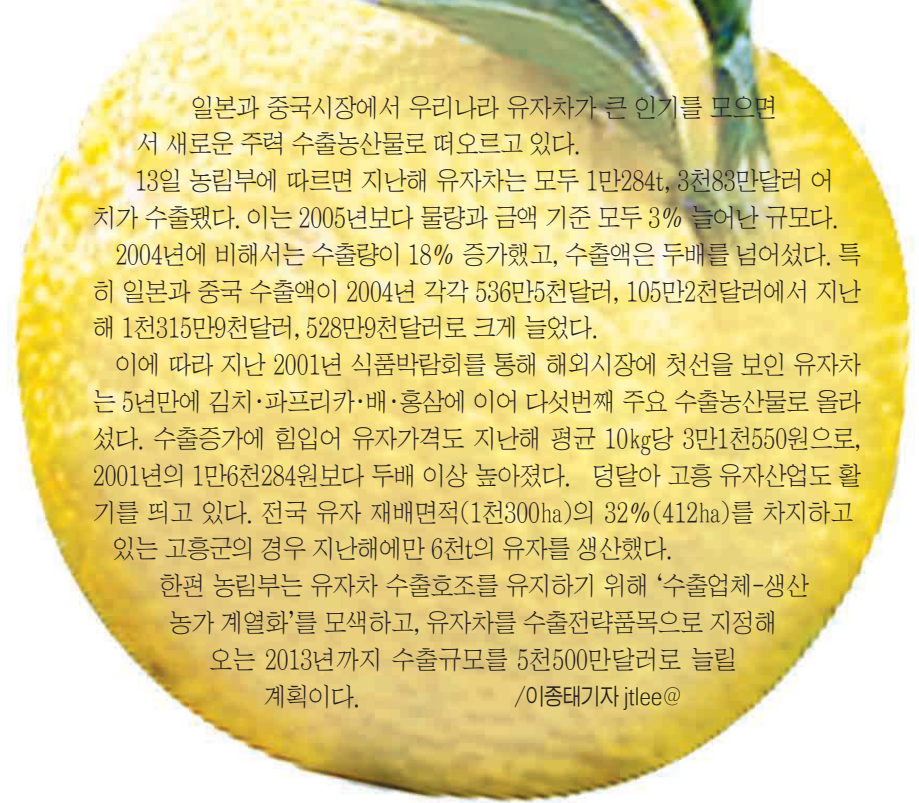 일본과 중국시장에서 우리나라 유자차가 큰 인기를 모으면
서 새로운 주력 수출농산물로 떠오르고 있다.
13일 농림부에 따르면 지난해 유자차는 모두 1만284t, 3천83만달러 어
치가 수출됐다. 이는 2005년보다 물량과 금액 기준 모두 3% 늘어난 규모다.
2004년에 비해서는 수출량이 18% 증가했고, 수출액은 두배를 넘어섰다. 특
히 일본과 중국 수출액이 2004년 각각 536만5천달러, 105만2천달러에서 지난
해 1천315만9천달러, 528만9천달러로 크게 늘었다.
이에 따라 지난 2001년 식품박람회를 통해 해외시장에 첫선을 보인 유자차
는 5년만에 김치·파프리카·배·홍삼에 이어 다섯번째 주요 수출농산물로 올라
섰다. 수출증가에 힘입어 유자가격도 지난해 평균 10㎏당 3만1천550원으로,
2001년의 1만6천284원보다 두배 이상 높아졌다. 덩달아 고흥 유자산업도 활
기를 띄고 있다. 전국 유자 재배면적(1천300㏊)의 32%(412㏊)를 차지하고
있는 고흥군의 경우 지난해에만 6천t의 유자를 생산했다.
한편 농림부는 유자차 수출호조를 유지하기 위해 ‘수출업체-생산
농가 계열화’를 모색하고, 유자차를 수출전략품목으로 지정해
오는 2013년까지 수출규모를 5천500만달러로 늘릴
계획이다. /이종태기자 jtlee@